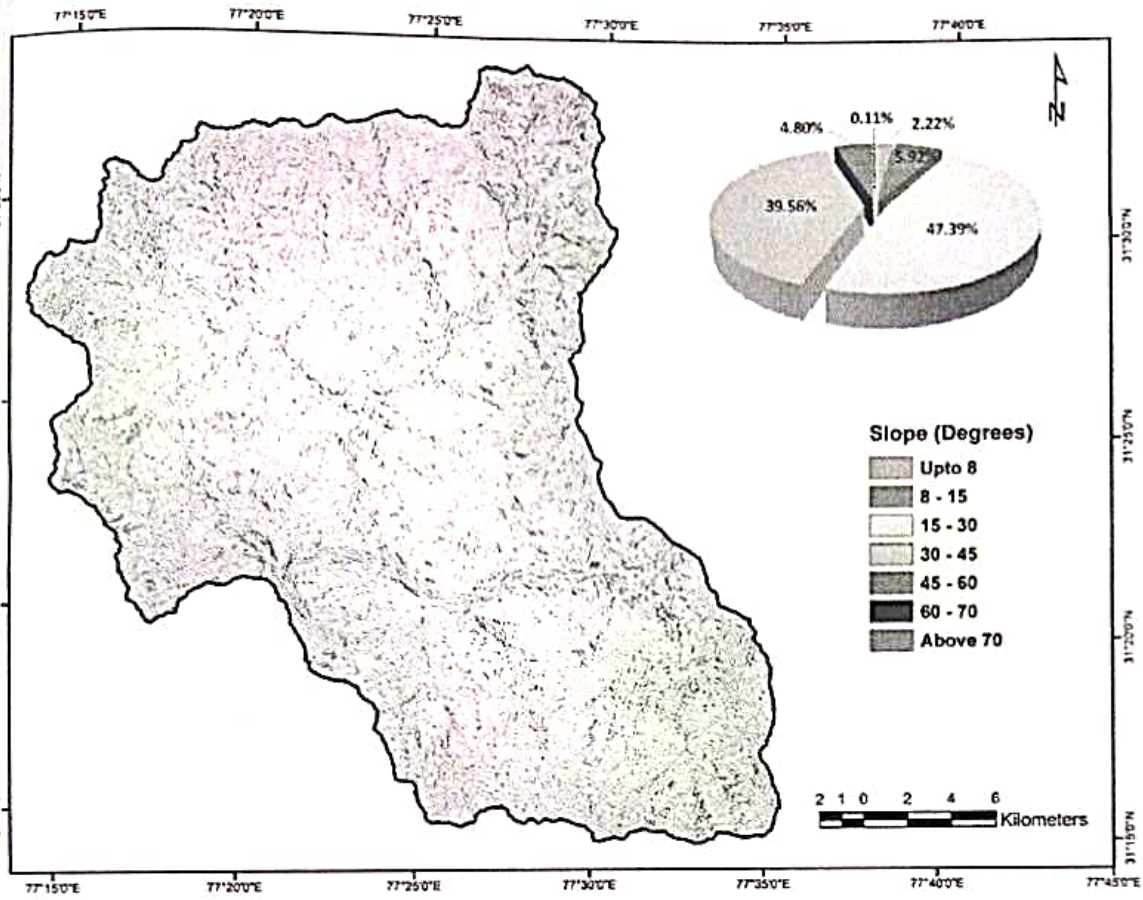 77°15'0"E 77°20'0"E 77°25'0"E 77°30'0"E 77°35'0"E 77°40'0"E
N
4.80% 0.11% 2.22%
5.92
39.56%
47.39%
31°30'0"N
31°25'0"N
Slope (Degrees)
Upto 8
8 - 15
15 - 30
30 - 45
45 - 60
60 - 70
Above 70
31°20'0"N
2 1 0 2 4 6
Kilometers
31°15'0"N
77°15'0"E 77°20'0"E 77°25'0"E 77°30'0"E 77°35'0"E 77°40'0"E 77°45'0"E